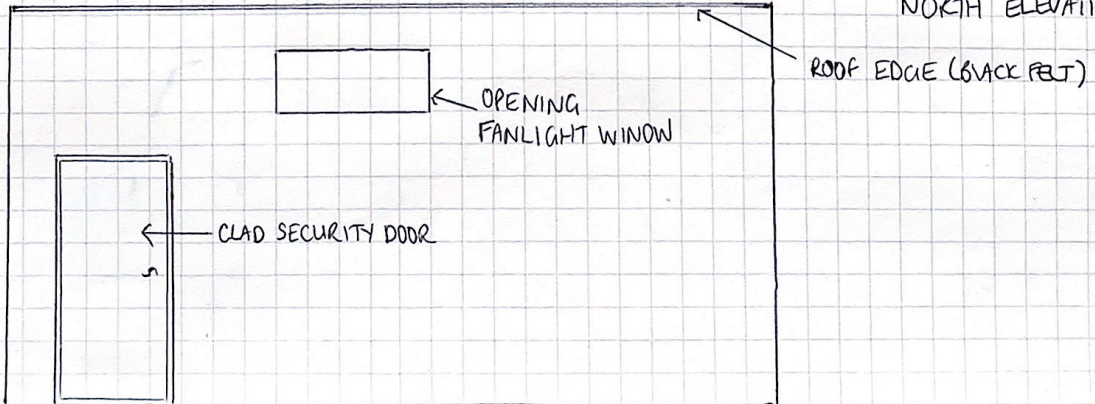 NORTH ELEVATI
ROOF EDGE (BLACK FELT)
OPENING
FANLIGHT WINOW
CLAD SECURITY DOOR